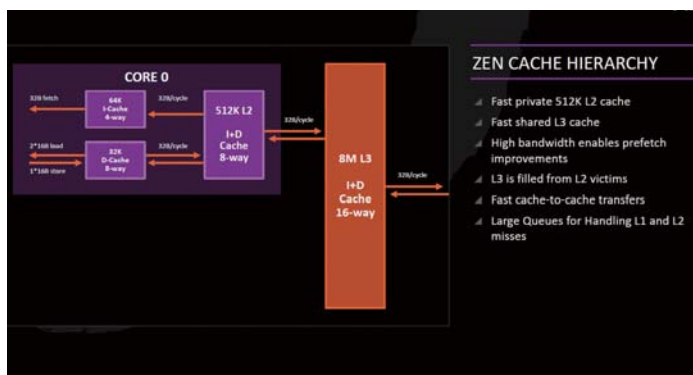 CORE 0
32B fetch
64K
I-Cache
4-way
32B/cycle
512K L2
I+D
Cache
8-way
2*16B load
1*16B store
32K
D-Cache
8-way
32B/cycle
32B/cycle
8M L3
I+D
Cache
16-way
32B/cycle
ZEN CACHE HIERARCHY
Fast private 512K L2 cache
Fast shared L3 cache
High bandwidth enables prefetch
improvements
L3 is filled from L2 victims
Fast cache-to-cache transfers
Large Queues for Handling L1 and L2
misses